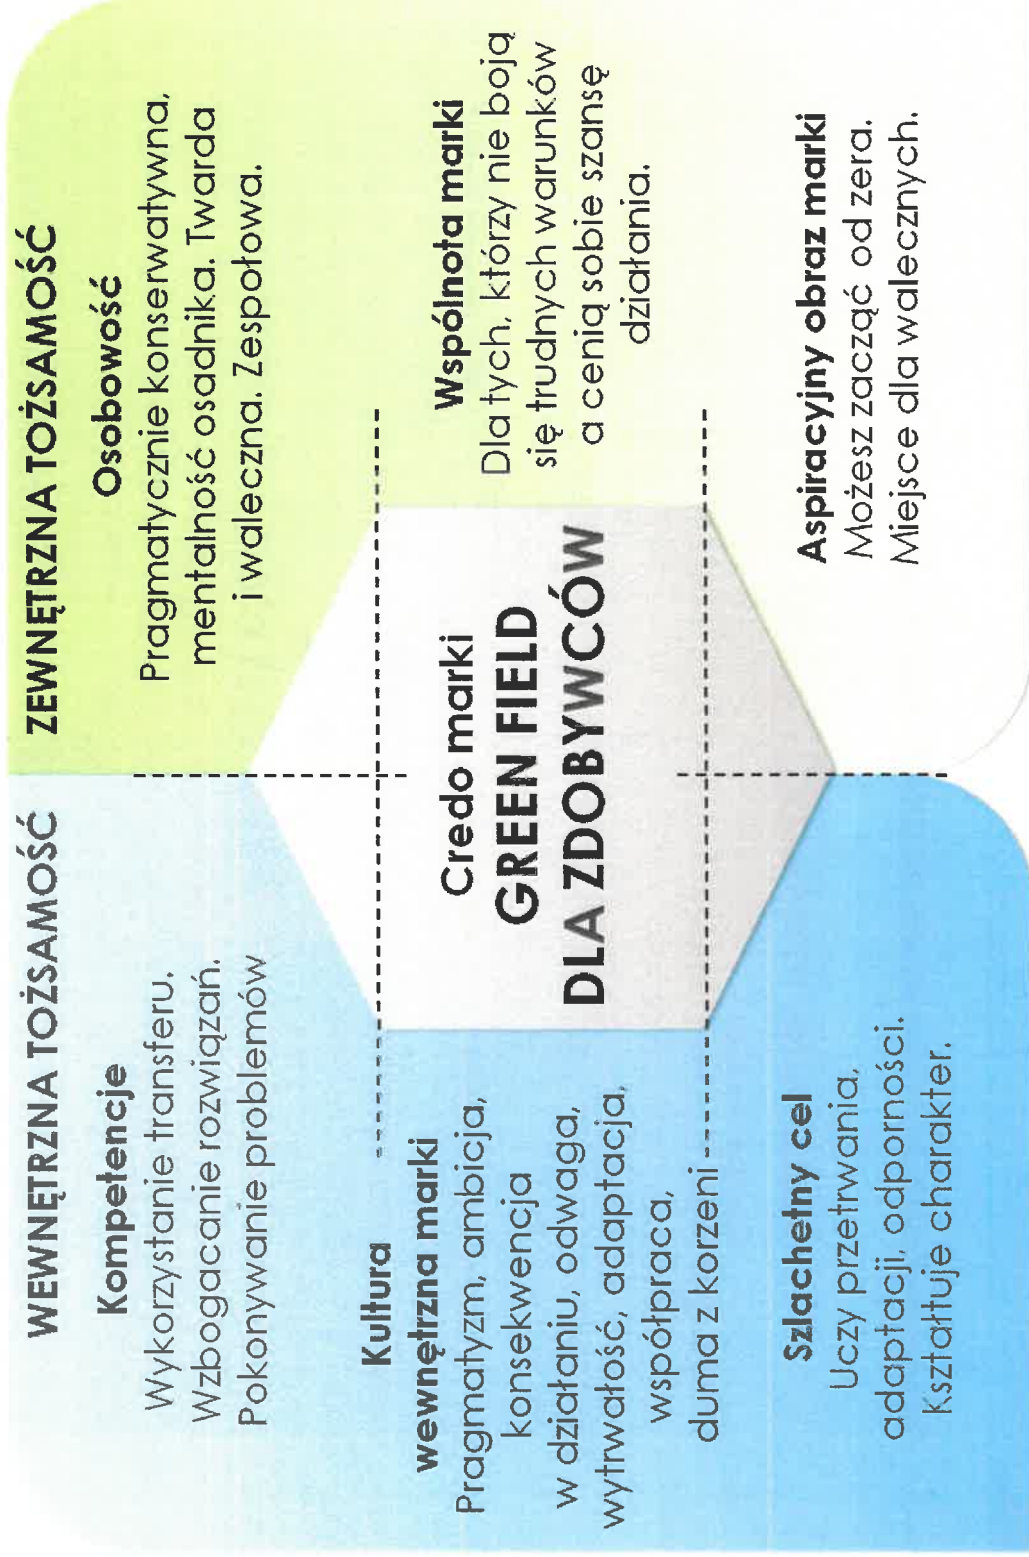 WEWNĘTRZNA TOŻSAMOŚĆ
Kompetencje
Wykorzystanie transferu.
Wzbogacanie rozwiązań.
Pokonywanie problemów
Kultura
wewnętrzna marki
Pragmatyzm, ambicja,
konsekwencja
w działaniu, odwaga,
wytrwałość, adaptacja,
współpraca,
duma z korzeni
Szlachetny cel
Uczy przetrwania,
adaptacji, odporności.
Kształtuje charakter.
Credo marki
GREEN FIELD
DLA ZDOBYWCÓW
ZEWNĘTRZNA TOŻSAMOŚĆ
Osobowość
Pragmatycznie konserwatywna,
mentalność osadnika. Twarda
i waleczna. Zespołowa.
Wspólnota marki
Dla tych, którzy nie boją
się trudnych warunków
a cenią sobie szansę
działania.
Aspiracyjny obraz marki
Możesz zacząć od zera.
Miejsce dla walecznych.